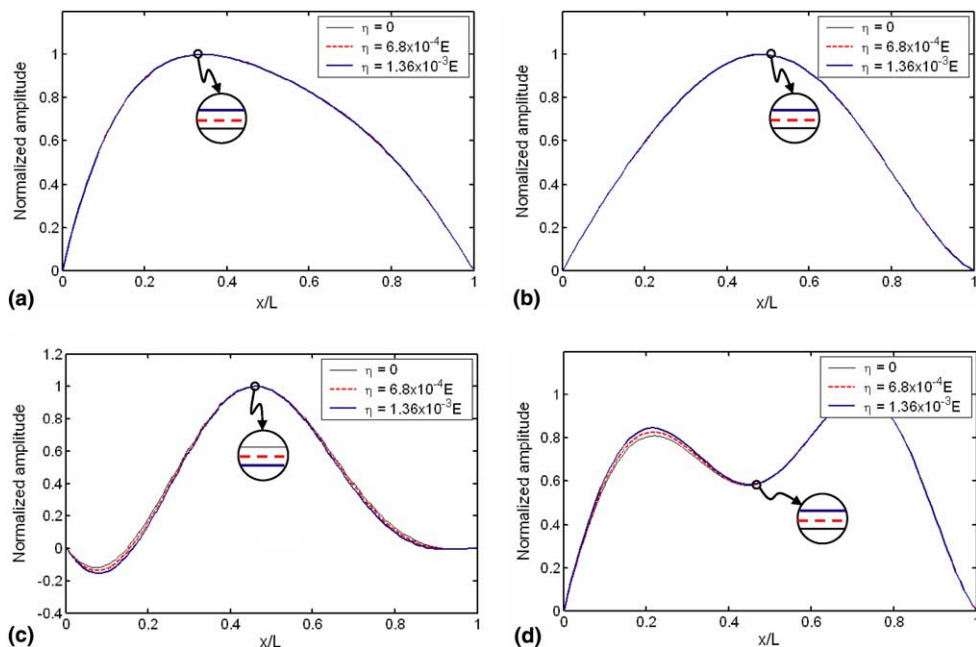 η = 0
η = 6.8x10⁻⁴E
η = 1.36x10⁻³E
Normalized amplitude
1
0.8
0.6
0.4
0.2
0
0 0.2 0.4 0.6 0.8 1
x/L
(a)
η = 0
η = 6.8x10⁻⁴E
η = 1.36x10⁻³E
Normalized amplitude
1
0.8
0.6
0.4
0.2
0
0 0.2 0.4 0.6 0.8 1
x/L
(b)
η = 0
η = 6.8x10⁻⁴E
η = 1.36x10⁻³E
Normalized amplitude
1.2
1
0.8
0.6
0.4
0.2
0
-0.2
-0.4
0 0.2 0.4 0.6 0.8 1
x/L
(c)
η = 0
η = 6.8x10⁻⁴E
η = 1.36x10⁻³E
Normalized amplitude
1
0.8
0.6
0.4
0.2
0
0 0.2 0.4 0.6 0.8 1
x/L
(d)